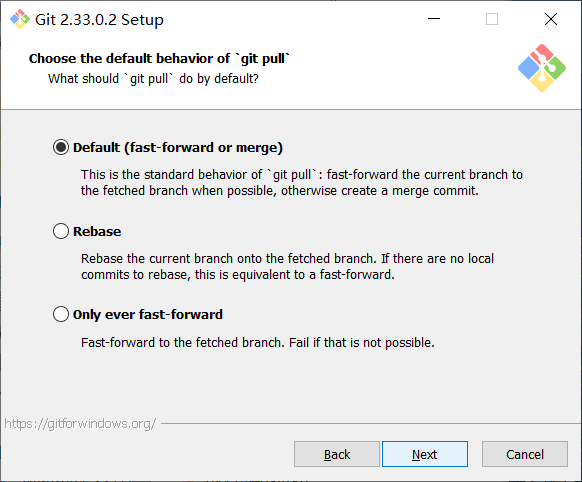 Git 2.33.0.2 Setup
Choose the default behavior of `git pull`
What should `git pull` do by default?
Default (fast-forward or merge)
This is the standard behavior of `git pull`: fast-forward the current branch to
the fetched branch when possible, otherwise create a merge commit.
Rebase
Rebase the current branch onto the fetched branch. If there are no local
commits to rebase, this is equivalent to a fast-forward.
Only ever fast-forward
Fast-forward to the fetched branch. Fail if that is not possible.
https://gitforwindows.org/
Back
Next
Cancel